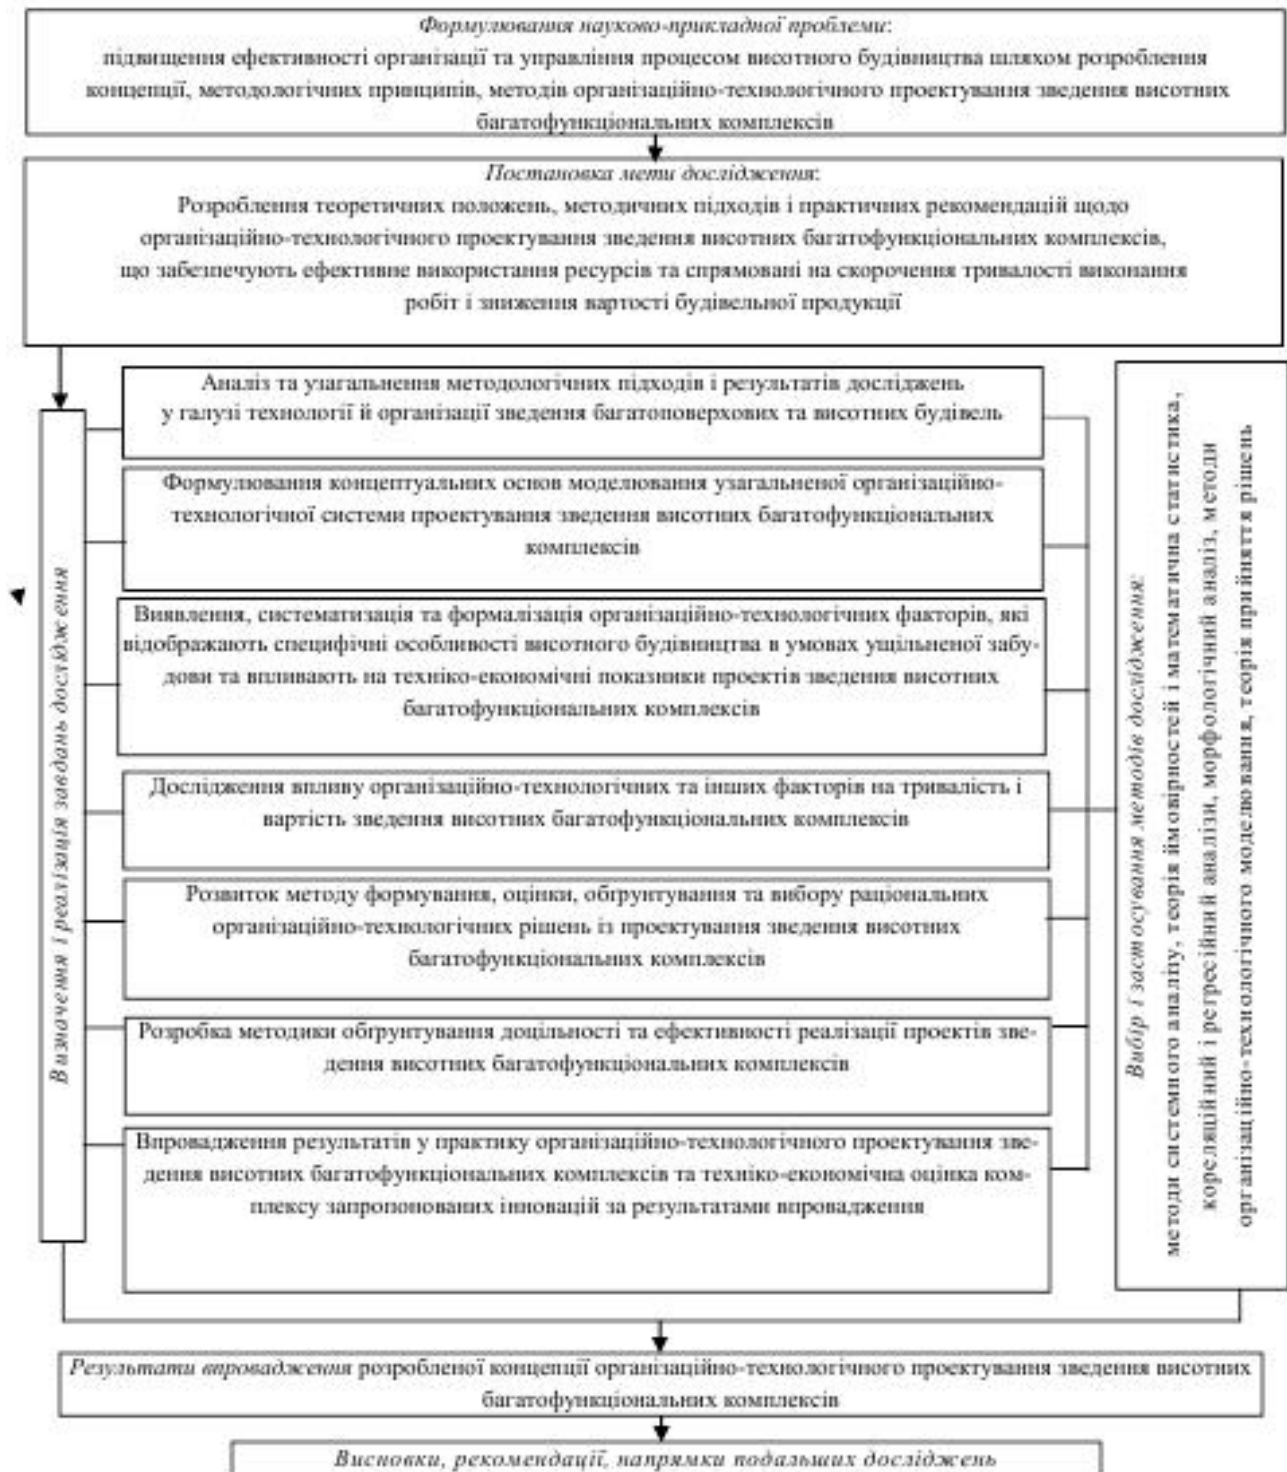 Формулювання науково-прикладної проблеми:
підвищення ефективності організації та управління процесом висотного будівництва шляхом розроблення
концепції, методологічних принципів, методів організаційно-технологічного проектування зведення висотних
багатофункціональних комплексів
Постановка мети дослідження:
Розроблення теоретичних положень, методичних підходів і практичних рекомендацій щодо
організаційно-технологічного проектування зведення висотних багатофункціональних комплексів,
що забезпечують ефективне використання ресурсів та спрямовані на скорочення тривалості виконання
робіт і зниження вартості будівельної продукції
Визначення і реалізація завдань дослідження
Аналіз та узагальнення методологічних підходів і результатів досліджень
у галузі технології й організації зведення багатоповерхових та висотних будівель
Формулювання концептуальних основ моделювання узагальненої організаційно-
технологічної системи проектування зведення висотних багатофункціональних
комплексів
Виявлення, систематизація та формалізація організаційно-технологічних факторів, які
відображають специфічні особливості висотного будівництва в умовах ущільненої забу-
дови та впливають на техніко-економічні показники проектів зведення висотних
багатофункціональних комплексів
Дослідження впливу організаційно-технологічних та інших факторів на тривалість і
вартість зведення висотних багатофункціональних комплексів
Розвиток методу формування, оцінки, обґрунтування та вибору раціональних
організаційно-технологічних рішень із проектування зведення висотних
багатофункціональних комплексів
Розробка методики обґрунтування доцільності та ефективності реалізації проектів зве-
дення висотних багатофункціональних комплексів
Впровадження результатів у практику організаційно-технологічного проектування зве-
дення висотних багатофункціональних комплексів та техніко-економічна оцінка ком-
плексу запропонованих інновацій за результатами впровадження
Вибір і застосування методів дослідження:
методи системного аналізу, теорія ймовірностей і математична статистика,
кореляційний і регресійний аналізи, морфологічний аналіз, методи
організаційно-технологічного моделювання, теорія прийняття рішень
Результати впровадження розробленої концепції організаційно-технологічного проектування зведення висотних
багатофункціональних комплексів
Висновки, рекомендації, напрямки подальших досліджень